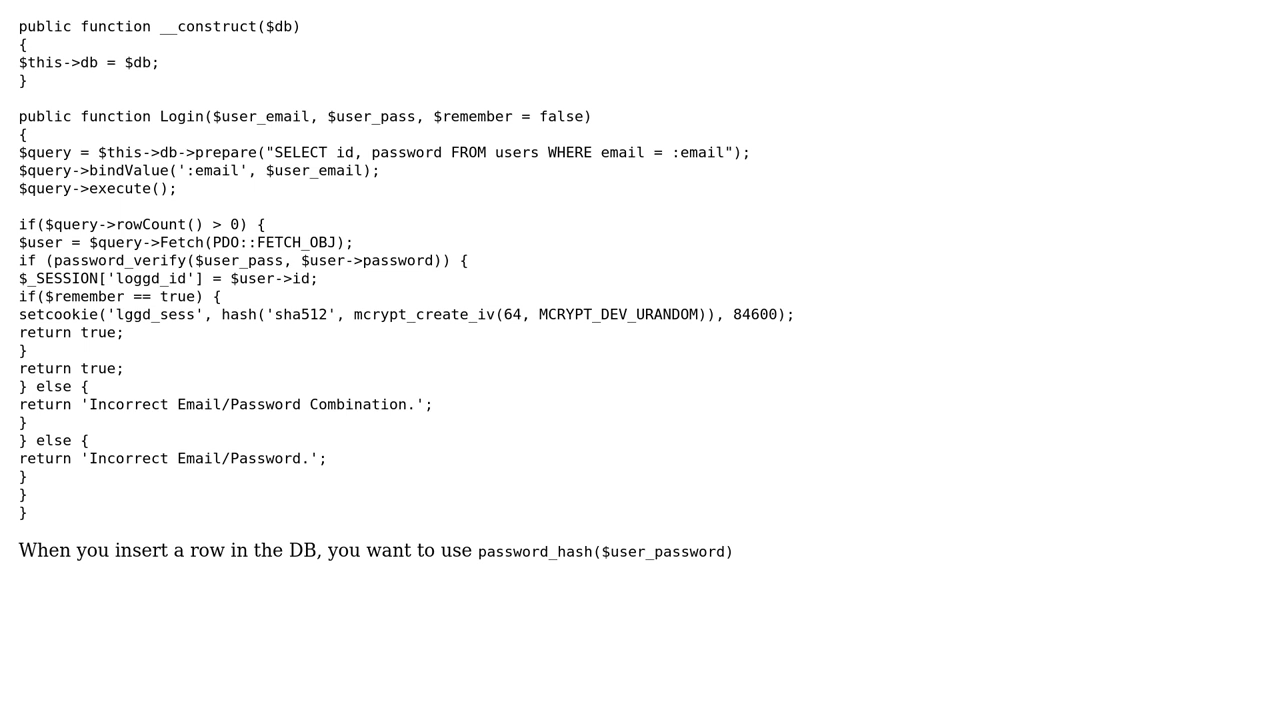 public function __construct($db)
{
$this->db = $db;
}

public function Login($user_email, $user_pass, $remember = false)
{
$query = $this->db->prepare("SELECT id, password FROM users WHERE email = :email");
$query->bindValue(':email', $user_email);
$query->execute();

if($query->rowCount() > 0) {
$user = $query->Fetch(PDO::FETCH_OBJ);
if (password_verify($user_pass, $user->password)) {
$_SESSION['loggd_id'] = $user->id;
if($remember == true) {
setcookie('lggd_sess', hash('sha512', mcrypt_create_iv(64, MCRYPT_DEV_URANDOM)), 84600);
return true;
}
return true;
} else {
return 'Incorrect Email/Password Combination.';
}
} else {
return 'Incorrect Email/Password.';
}
}
}

When you insert a row in the DB, you want to use password_hash($user_password)